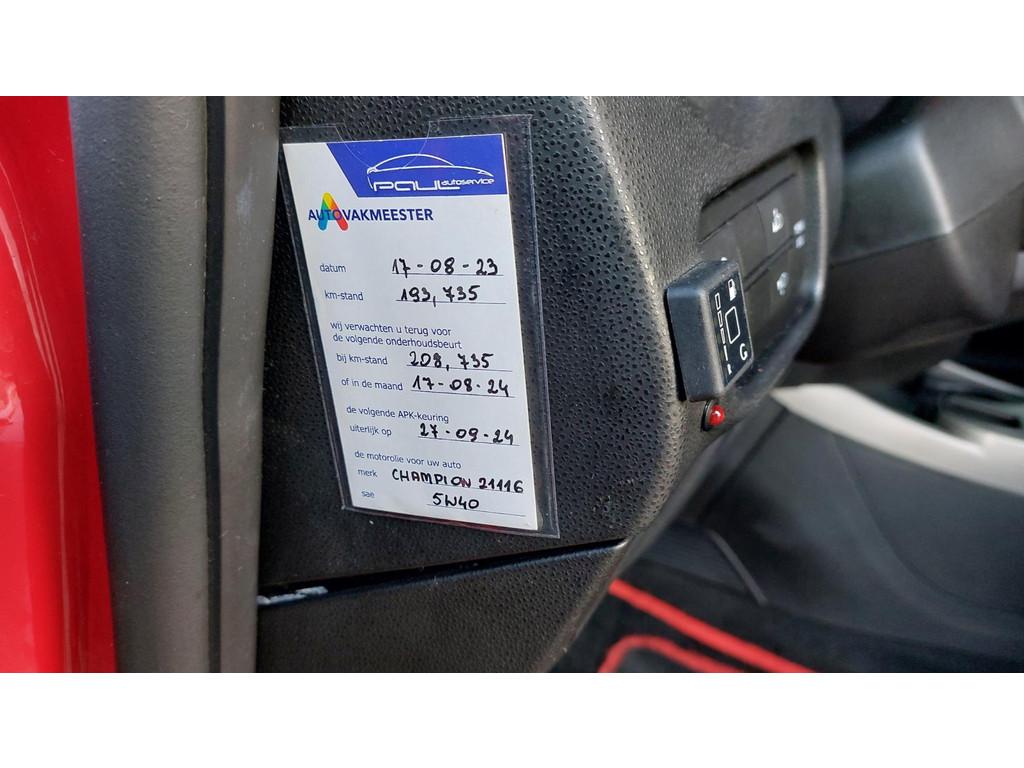 PAUL autoservice
AUTOVAKMEESTER
datum 17-08-23
km-stand 193,735
wij verwachten u terug voor
de volgende onderhoudsbeurt
bij km-stand 208,735
of in de maand 17-08-24
de volgende APK-keuring
uiterlijk op 27-09-24
de motorolie voor uw auto
merk CHAMPION 21116
sae 5W40
G